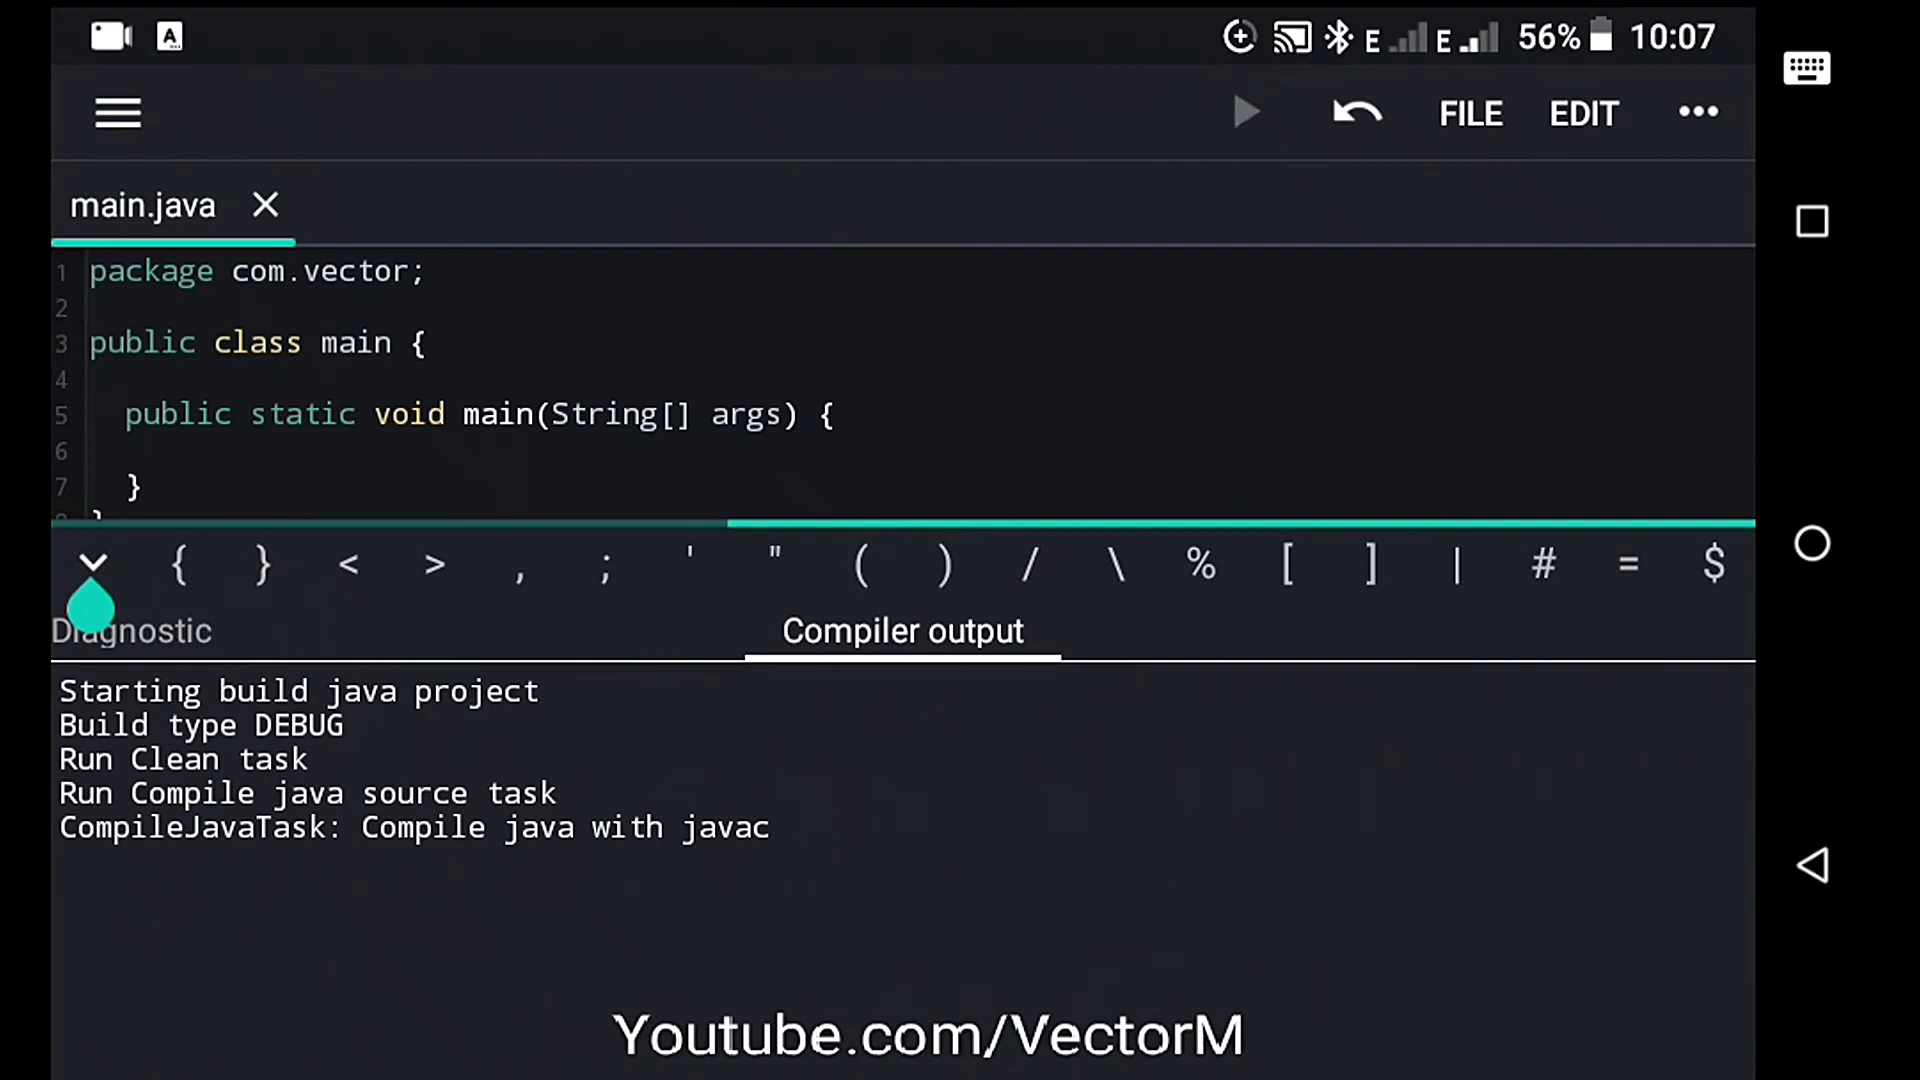 A E E 56% 10:07
FILE EDIT •••
main.java
1 package com.vector;
2
3 public class main {
4
5 public static void main(String[] args) {
6
7 }
8 }
{ } < > , ; ' " ( ) / \ % [ ] | # = $
Diagnostic Compiler output
Starting build java project
Build type DEBUG
Run Clean task
Run Compile java source task
CompileJavaTask: Compile java with javac
Youtube.com/VectorM